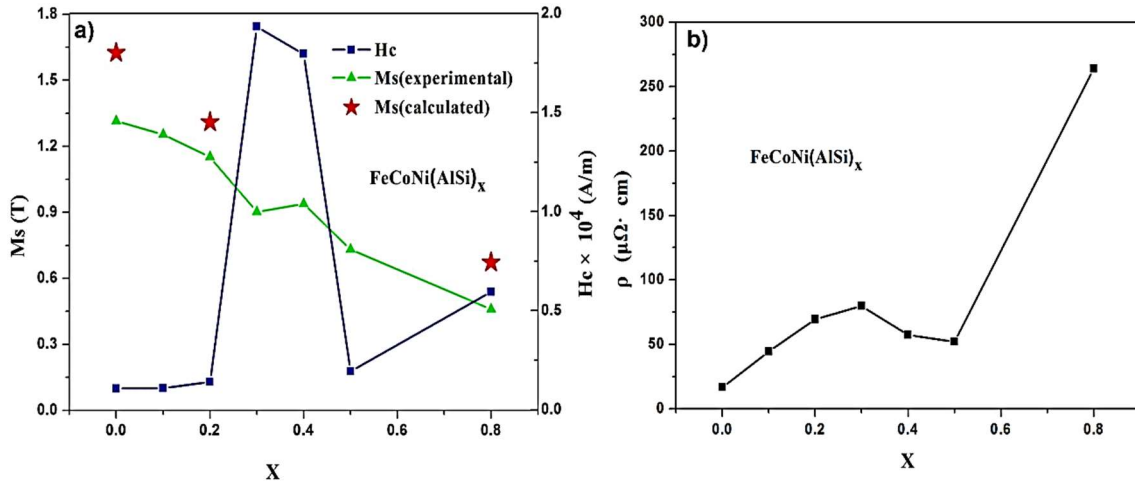 a)
1.8
1.5
1.2
0.9
0.6
0.3
0.0
Ms (T)
Hc
Ms(experimental)
Ms(calculated)
FeCoNi(AlSi)x
2.0
1.5
1.0
0.5
0.0
Hc × 10⁴ (A/m)
0.0 0.2 0.4 0.6 0.8
X
b)
300
250
200
150
100
50
0
ρ (μΩ· cm)
FeCoNi(AlSi)x
0.0 0.2 0.4 0.6 0.8
X